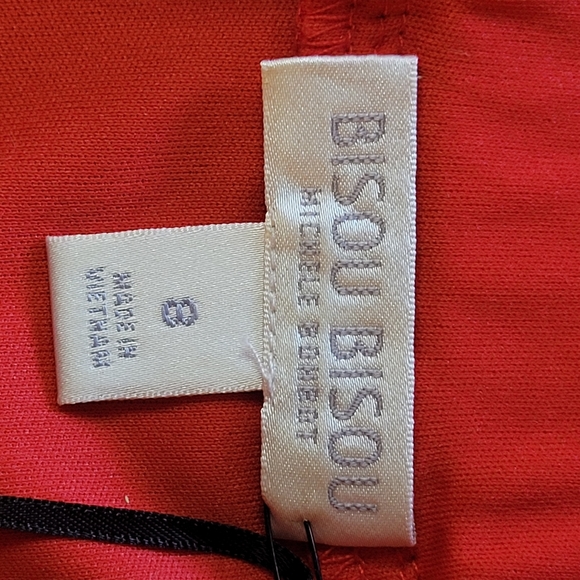 BISOU BISOU
MICHELE BOHBOT
8
MADE IN
VIETNAM